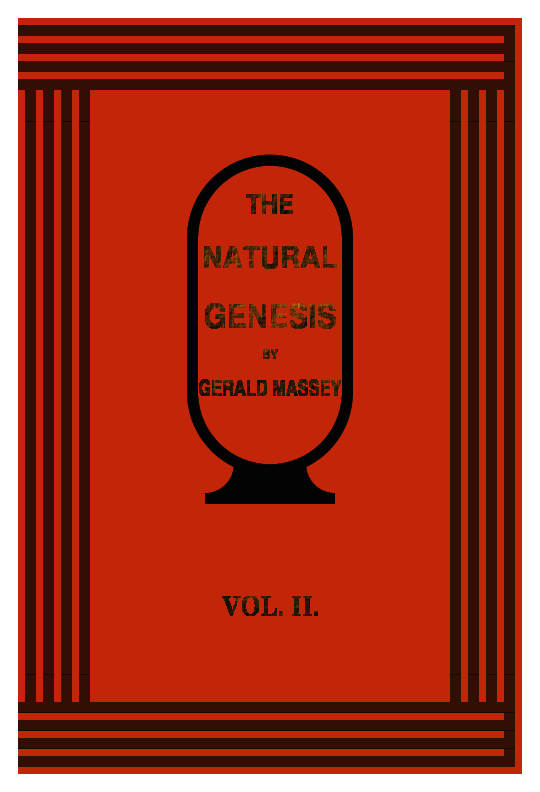 THE
NATURAL
GENESIS
BY
GERALD MASSEY
VOL. II.